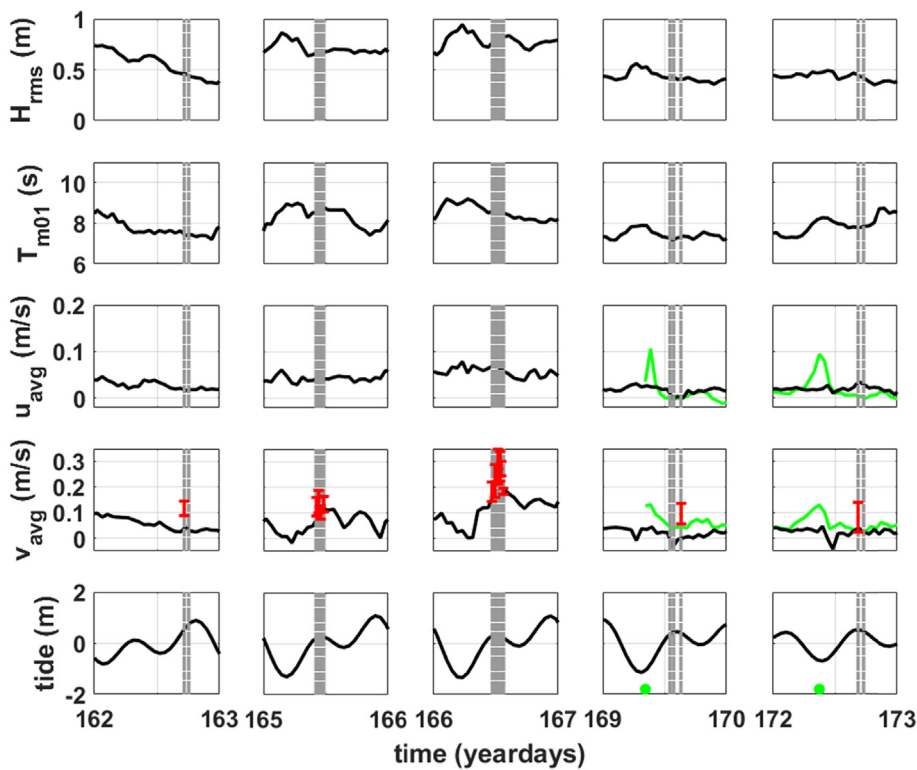 1
0.5
0
H_rms (m)
10
8
6
T_m01 (s)
0.2
0.1
0
u_avg (m/s)
0.3
0.2
0.1
0
v_avg (m/s)
2
0
-2
tide (m)
162 163 165 166 166 167 169 170 172 173
time (yeardays)